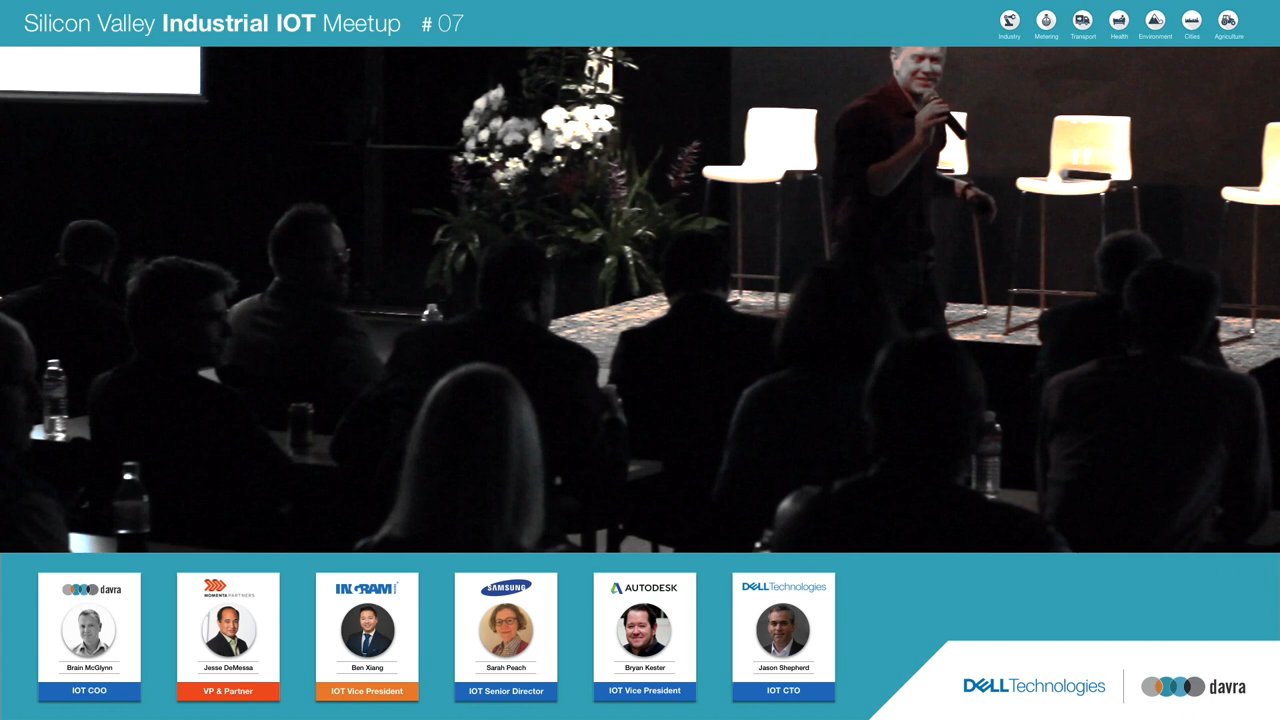 Silicon Valley Industrial IOT Meetup # 07
Industry
Metering
Transport
Health
Environment
Cities
Agriculture
davra
Brain McGlynn
IOT COO
MOMENTA PARTNERS
Jesse DeMessa
VP & Partner
INGRAM
Ben Xiang
IOT Vice President
SAMSUNG
Sarah Peach
IOT Senior Director
AUTODESK
Bryan Kester
IOT Vice President
DELL Technologies
Jason Shepherd
IOT CTO
DELL Technologies
davra